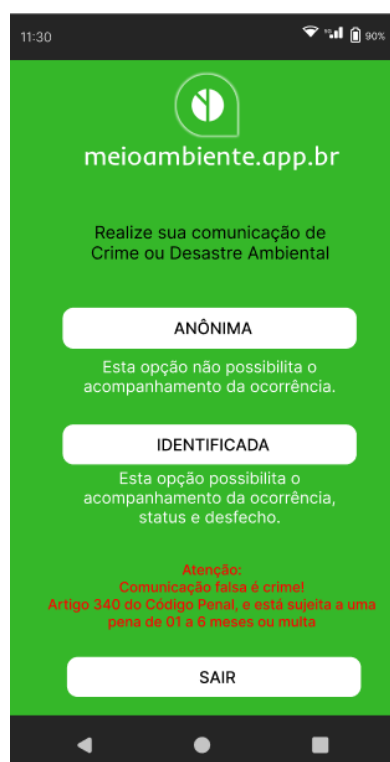 11:30
90%
meioambiente.app.br
Realize sua comunicação de
Crime ou Desastre Ambiental
ANÔNIMA
Esta opção não possibilita o
acompanhamento da ocorrência.
IDENTIFICADA
Esta opção possibilita o
acompanhamento da ocorrência,
status e desfecho.
Atenção:
Comunicação falsa é crime!
Artigo 340 do Código Penal, e está sujeita a uma
pena de 01 a 6 meses ou multa
SAIR